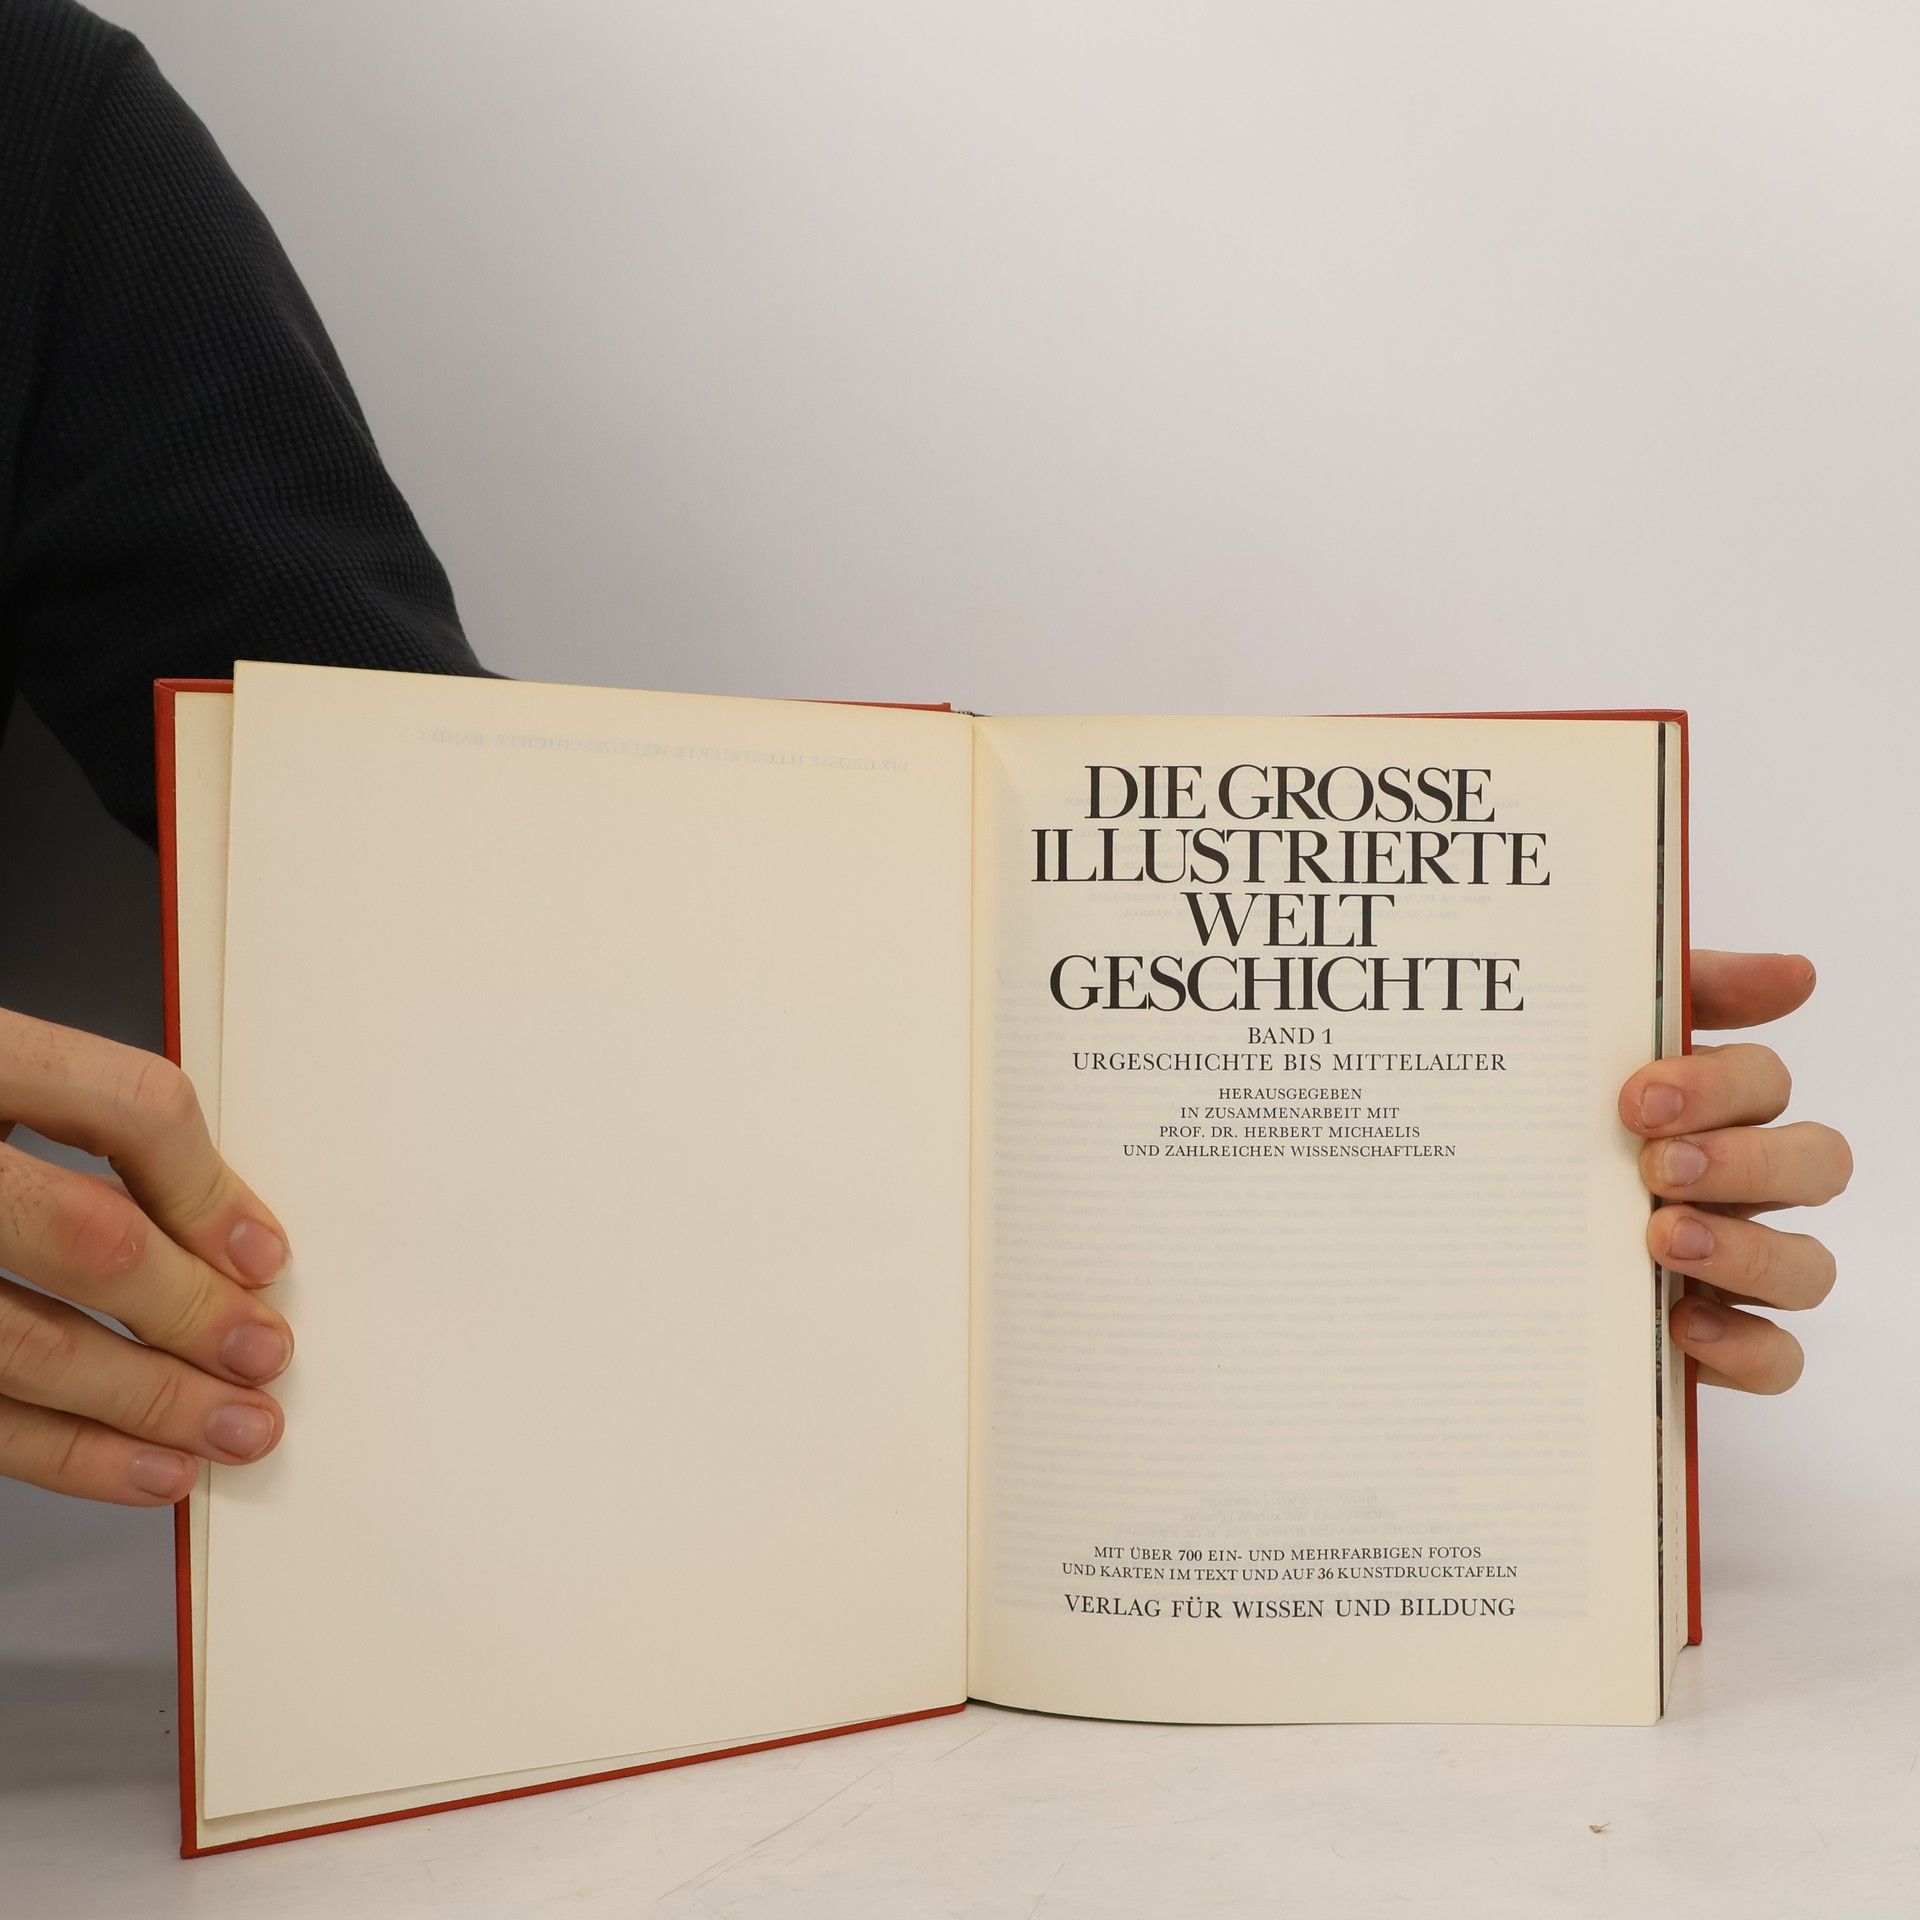 DIE GROSSE
ILLUSTRIERTE
WELT
GESCHICHTE
BAND 1
URGESCHICHTE BIS MITTELALTER
HERAUSGEGEBEN
IN ZUSAMMENARBEIT MIT
PROF. DR. HERBERT MICHAELIS
UND ZAHLREICHEN WISSENSCHAFTLERN
MIT ÜBER 700 EIN- UND MEHRFARBIGEN FOTOS
UND KARTEN IM TEXT UND AUF 36 KUNSTDRUCKTAFELN
VERLAG FÜR WISSEN UND BILDUNG